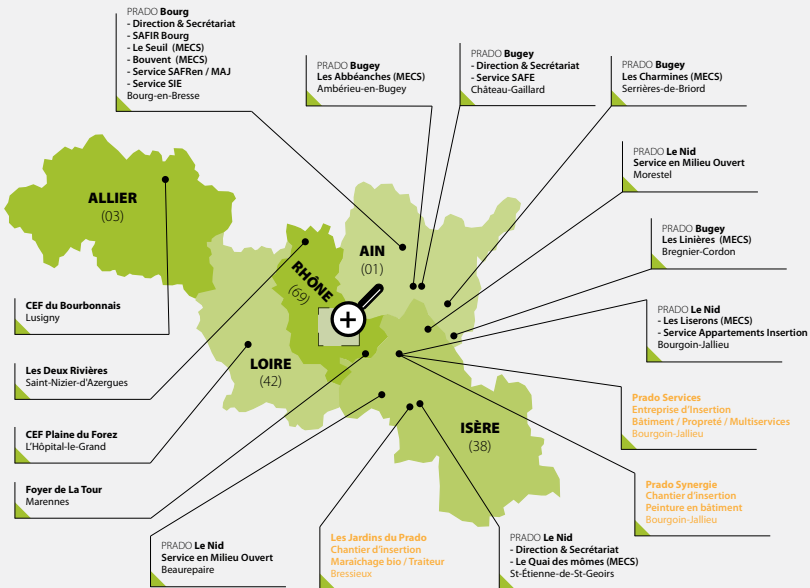 PRADO Bourg
- Direction & Secrétariat
- SAFIR Bourg
- Le Seuil (MECS)
- Bouvent (MECS)
- Service SAFRen / MAJ
- Service SIE
Bourg-en-Bresse
PRADO Bugey
Les Abbéanches (MECS)
Ambérieu-en-Bugey
PRADO Bugey
- Direction & Secrétariat
- Service SAFE
Château-Gaillard
PRADO Bugey
Les Charmines (MECS)
Serrières-de-Briord
PRADO Le Nid
Service en Milieu Ouvert
Morestel
PRADO Bugey
Les Linières (MECS)
Bregnier-Cordon
PRADO Le Nid
- Les Liserons (MECS)
- Service Appartements Insertion
Bourgoin-Jallieu
Prado Services
Entreprise d'Insertion
Bâtiment / Propreté / Multiservices
Bourgoin-Jallieu
Prado Synergie
Chantier d'insertion
Peinture en bâtiment
Bourgoin-Jallieu
ALLIER
(03)
AIN
(01)
RHÔNE
(69)
LOIRE
(42)
ISÈRE
(38)
CEF du Bourbonnais
Lusigny
Les Deux Rivières
Saint-Nizier-d'Azergues
CEF Plaine du Forez
L'Hôpital-le-Grand
Foyer de La Tour
Marennes
PRADO Le Nid
Service en Milieu Ouvert
Beaurepaire
Les Jardins du Prado
Chantier d'insertion
Maraîchage bio / Traiteur
Bressieux
PRADO Le Nid
- Direction & Secrétariat
- Le Quai des mômes (MECS)
St-Étienne-de-St-Geoirs